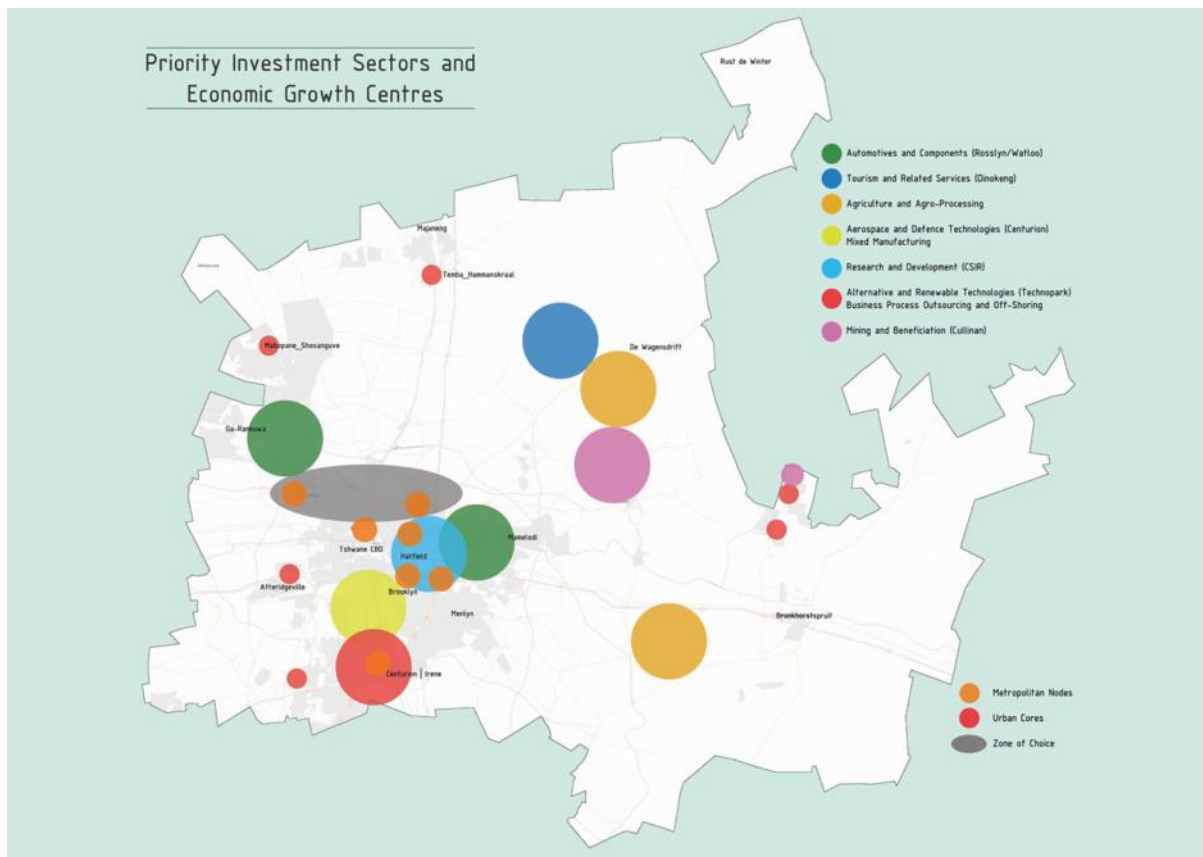 Priority Investment Sectors and
Economic Growth Centres
Rust de Winter
Automotives and Components (Rosslyn/Watloo)
Tourism and Related Services (Dinokeng)
Agriculture and Agro-Processing
Aerospace and Defence Technologies (Centurion)
Mixed Manufacturing
Research and Development (CSIR)
Alternative and Renewable Technologies (Technopark)
Business Process Outsourcing and Off-Shoring
Mining and Beneficiation (Cullinan)
Majaneng
Temba_Hammanskraal
Mabopane_Shosanguve
De Wagensdrift
Ga-Rankuwa
Tshwane CBD
Hatfield
Mamelodi
Atteridgeville
Brooklyn
Menlyn
Bronkhorstspruit
Centurion | Irene
Metropolitan Nodes
Urban Cores
Zone of Choice